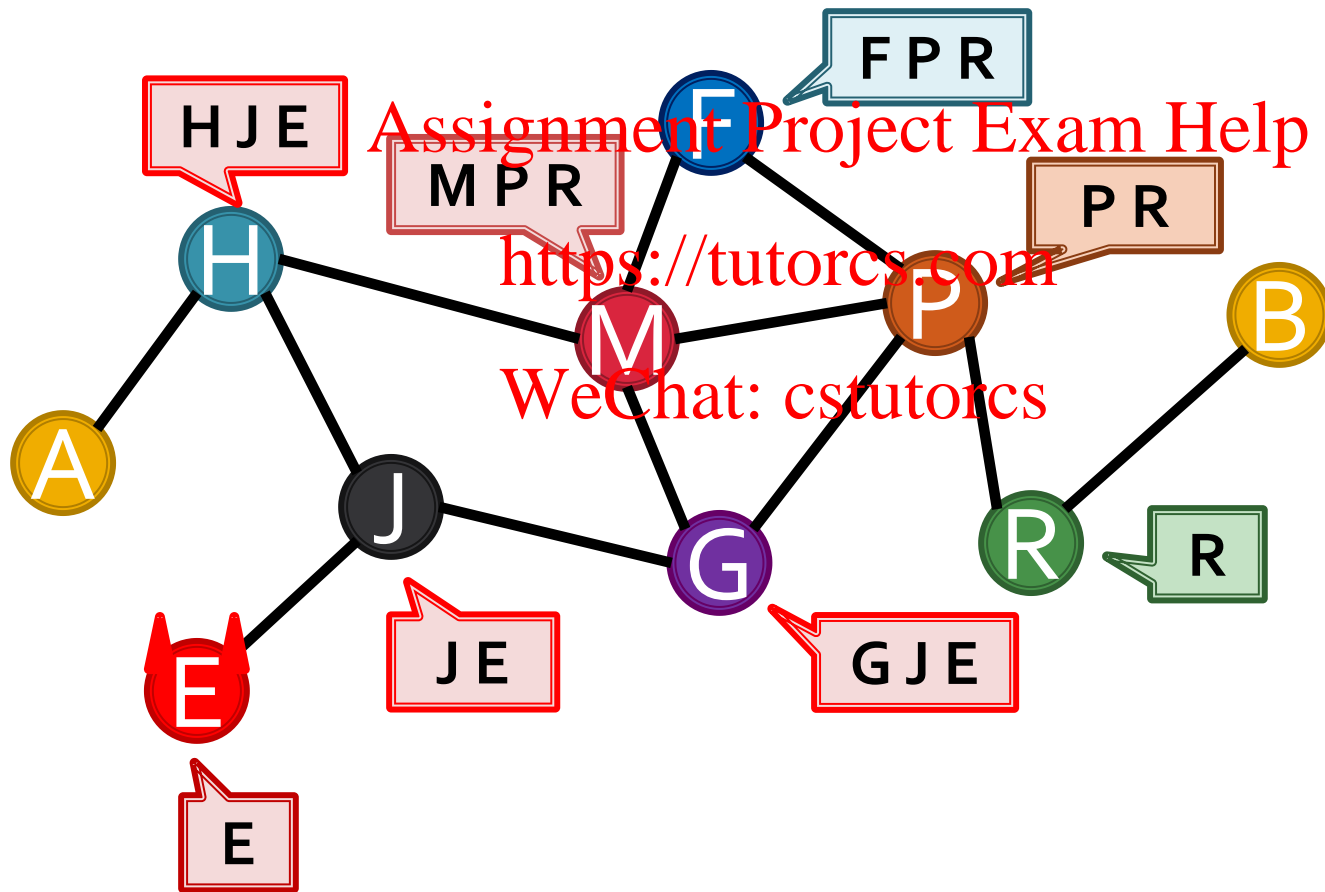 F P R
H J E
F
Assignment Project Exam Help
M P R
P R
H
https://tutorcs.com
P
B
M
WeChat: cstutorcs
A
J
R
R
G
J E
G J E
E
E